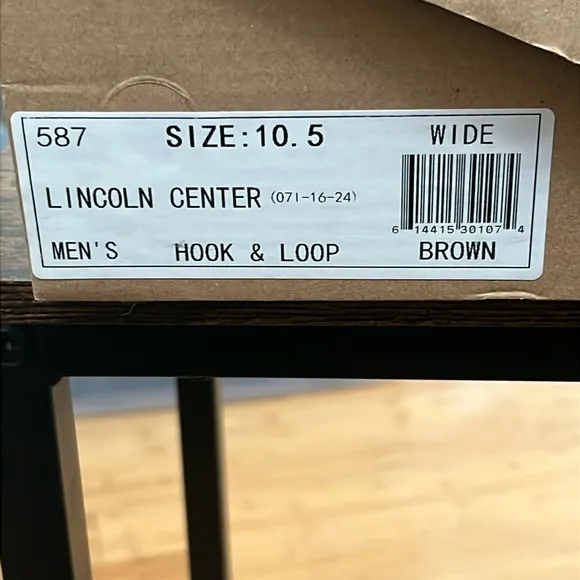 587 SIZE:10.5 WIDE
LINCOLN CENTER (071-16-24)
6 14415 30107 4
MEN'S HOOK & LOOP BROWN